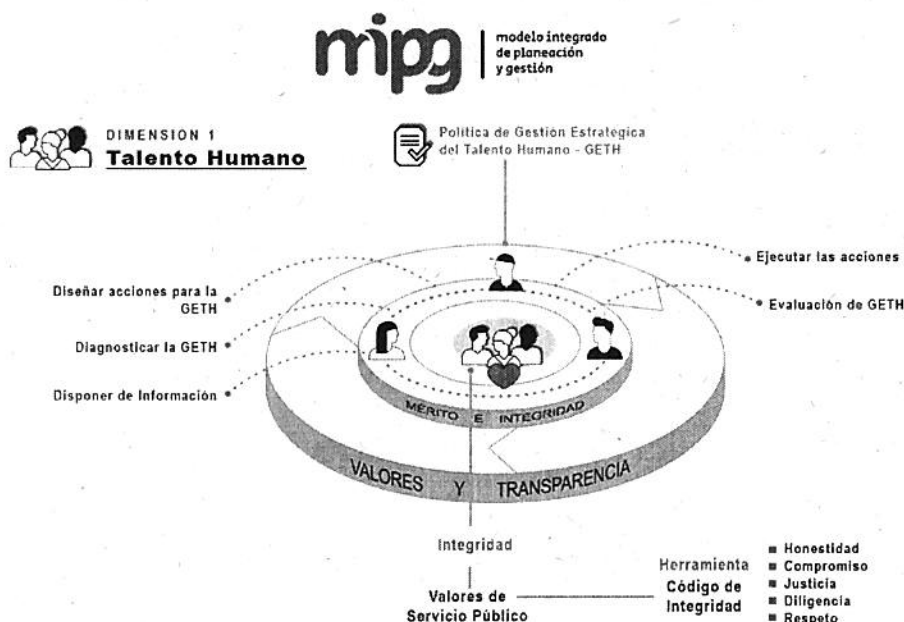 mipg
modelo integrado
de planeación
y gestión
DIMENSION 1
Talento Humano
Política de Gestión Estrategica
del Talento Humano - GETH
Diseñar acciones para la
GETH
Diagnosticar la GETH
Disponer de Información
Ejecutar las acciones
Evaluación de GETH
MÉRITO E INTEGRIDAD
VALORES Y TRANSPARENCIA
Integridad
Valores de
Servicio Público
Herramienta
Código de
Integridad
Honestidad
Compromiso
Justicia
Diligencia
Respeto